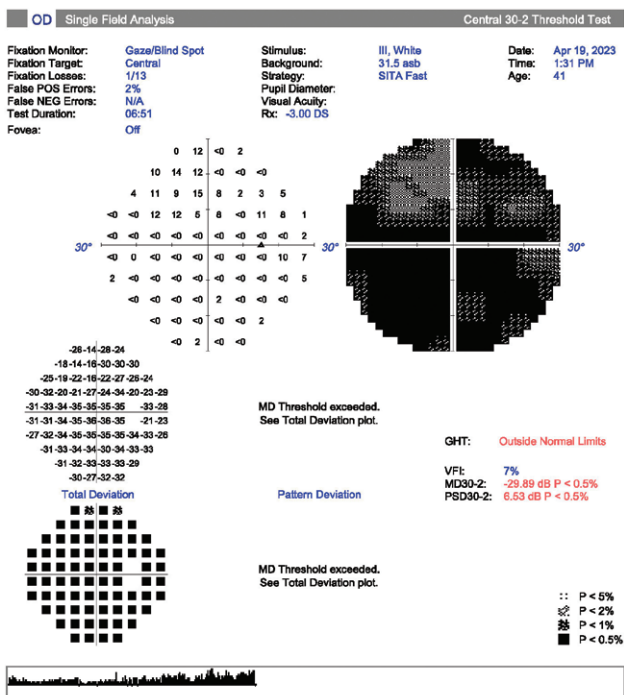 OD Single Field Analysis Central 30-2 Threshold Test
Fixation Monitor: Gaze/Blind Spot Stimulus: III, White Date: Apr 19, 2023
Fixation Target: Central Background: 31.5 asb Time: 1:31 PM
Fixation Losses: 1/13 Strategy: SITA Fast Age: 41
False POS Errors: 2% Pupil Diameter:
False NEG Errors: N/A Visual Acuity:
Test Duration: 06:51 Rx: -3.00 DS
Fovea: Off
0 12 <0 2
10 14 12 <0 <0 <0
4 11 9 15 8 2 3 5
<0 <0 12 12 5 8 <0 11 8 1
<0 <0 <0 <0 <0 <0 <0 <0 <0 2
30° 30° 30°
<0 0 <0 <0 <0 <0 <0 <0 10 7
2 <0 <0 <0 <0 <0 <0 <0 <0 5
<0 <0 <0 <0 2 <0 <0 <0
<0 <0 <0 <0 <0 2
<0 2 <0 <0
-28 -14 -28 -24
-18 -14 -16 -30 -30 -30
-25 -19 -22 -16 -22 -27 -26 -24
-30 -32 -20 -21 -27 -24 -34 -20 -23 -29
-31 -33 -34 -35 -35 -35 -35 -33 -28
-31 -31 -34 -35 -36 -36 -35 -21 -23
-27 -32 -34 -35 -35 -35 -35 -34 -33 -26
-31 -33 -34 -34 -30 -34 -33 -33
-31 -32 -33 -33 -33 -29
-30 -27 -32 -32
MD Threshold exceeded.
See Total Deviation plot.
GHT: Outside Normal Limits
VFI: 7%
MD30-2: -29.89 dB P < 0.5%
PSD30-2: 6.53 dB P < 0.5%
Total Deviation Pattern Deviation
MD Threshold exceeded.
See Total Deviation plot.
P < 5%
P < 2%
P < 1%
P < 0.5%